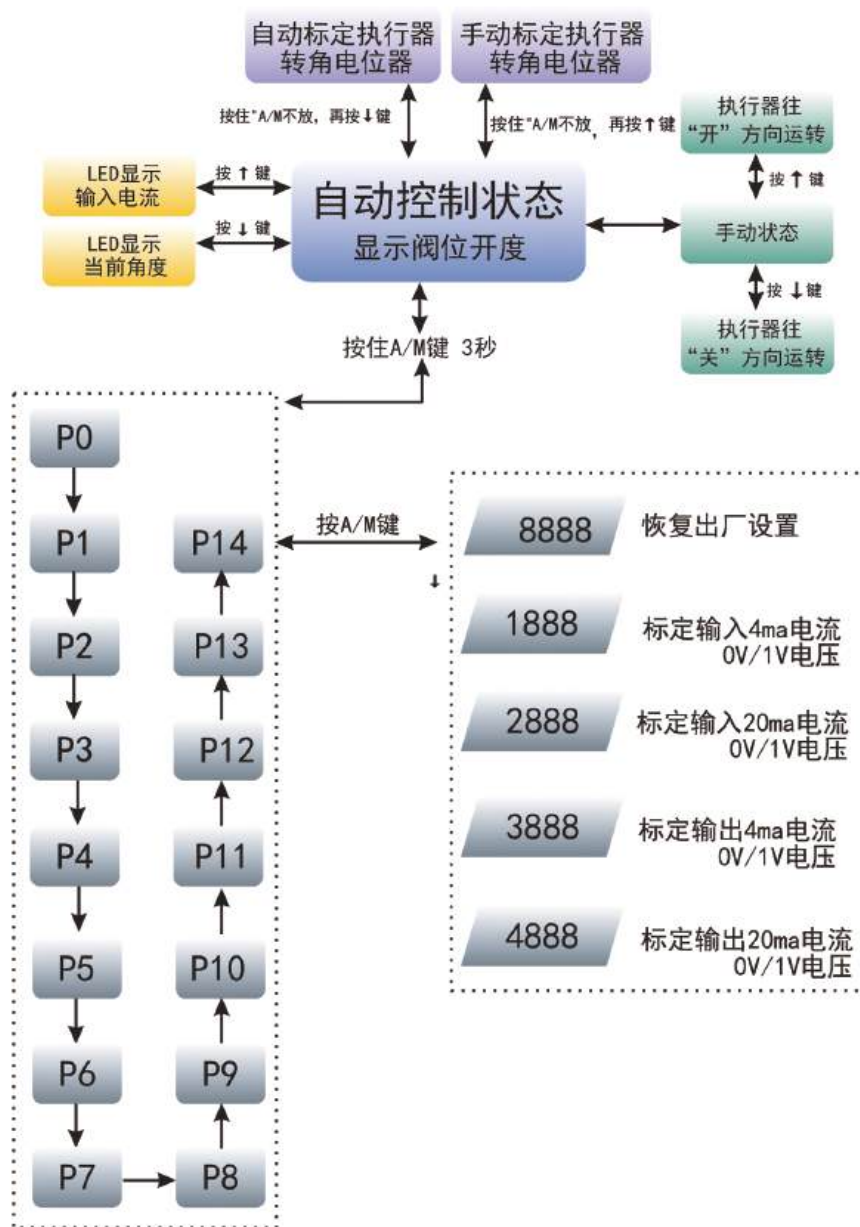 自动标定执行器
转角电位器
手动标定执行器
转角电位器
按住"A/M不放，再按↓键
按住"A/M不放，再按↑键
执行器往
“开”方向运转
按↑键
LED显示
输入电流
按↑键
自动控制状态
显示阀位开度
手动状态
LED显示
当前角度
按↓键
按↓键
执行器往
“关”方向运转
按住A/M键 3秒
P0
P1
P2
P3
P4
P5
P6
P7
P8
P9
P10
P11
P12
P13
P14
按A/M键
↓
8888
恢复出厂设置
1888
标定输入4ma电流
0V/1V电压
2888
标定输入20ma电流
0V/1V电压
3888
标定输出4ma电流
0V/1V电压
4888
标定输出20ma电流
0V/1V电压